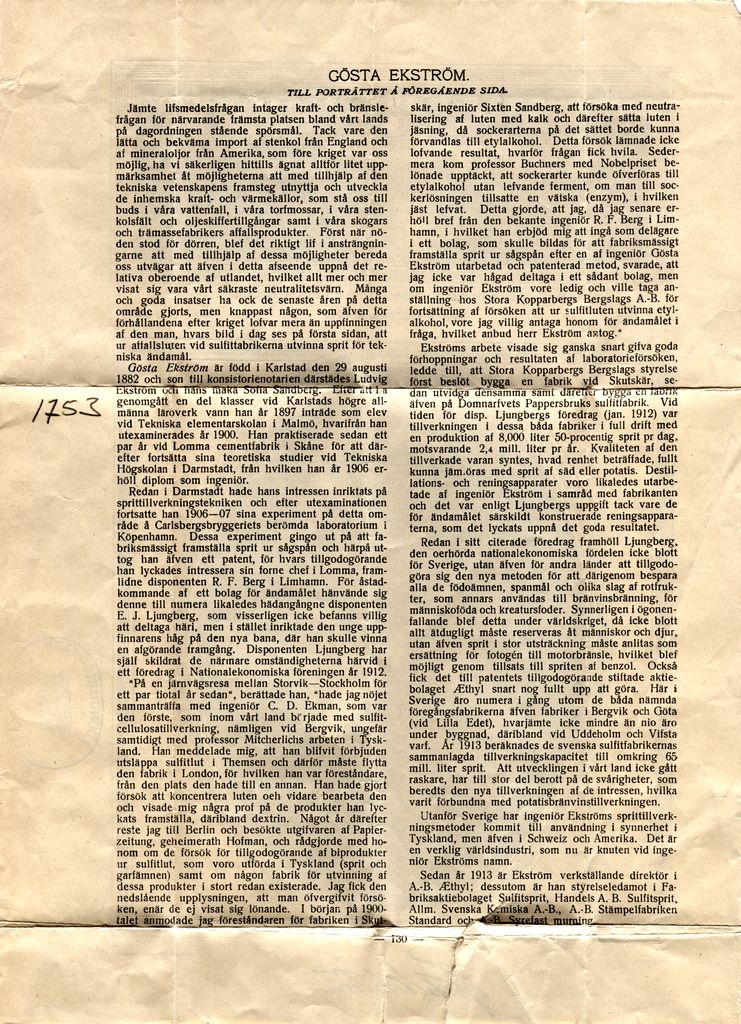 GÖSTA EKSTRÖM.
TILL PORTRÄTTET Å FÖREGÅENDE SIDA.
Jämte lifsmedelsfrågan intager kraft- och bränsle-
frågan för närvarande främsta platsen bland vårt lands
på dagordningen stående spörsmål. Tack vare den
lätta och bekväma import af stenkol från England och
af mineraloljor från Amerika, som före kriget var oss
möjlig, ha vi säkerligen hittills ägnat alltför litet upp-
märksamhet åt möjligheterna att med tillhjälp af den
tekniska vetenskapens framsteg utnyttja och utveckla
de inhemska kraft- och värmekällor, som stå oss till
buds i våra vattenfall, i våra torfmossar, i våra sten-
kolsfält och oljeskiffertillgångar samt i våra skogars
och trämassefabrikers affallsprodukter. Först när nö-
den stod för dörren, blef det riktigt lif i ansträngnin-
garne att med tillhjälp af dessa möjligheter bereda
oss utvägar att äfven i detta afseende uppnå det re-
lativa oberoende af utlandet, hvilket allt mer och mer
visat sig vara vårt säkraste neutralitetsvärn. Många
och goda insatser ha ock de senaste åren på detta
område gjorts, men knappast någon, som äfven för
förhållandena efter kriget lofvar mera än uppfinningen
af den man, hvars bild i dag ses på första sidan, att
ur affallsluten vid sulfittabrikerna utvinna sprit för tek-
niska ändamål.
Gösta Ekström är född i Karlstad den 29 augusti
1882 och son till konsistorienotarien därstädes Ludvig
Ekström och hans maka Sofia Sandberg. Efter att ha
genomgått en del klasser vid Karlstads högre all-
männa läroverk vann han år 1897 inträde som elev
vid Tekniska elementarskolan i Malmö, hvarifrån han
utexaminerades år 1900. Han praktiserade sedan ett
par år vid Lomma cementfabrik i Skåne för att där-
efter fortsätta sina teoretiska studier vid Tekniska
Högskolan i Darmstadt, från hvilken han år 1906 er-
höll diplom som ingeniör.
Redan i Darmstadt hade hans intressen inriktats på
sprittillverkningstekniken och efter utexaminationen
fortsatte han 1906—07 sina experiment på detta om-
råde å Carlsbergsbryggeriets berömda laboratorium i
Köpenhamn. Dessa experiment gingo ut på att fa-
briksmässigt framställa sprit ur sågspån och härpå ut-
tog han äfven ett patent, för hvars tillgodogörande
han lyckades intressera sin forne chef i Lomma, fram-
lidne disponenten R. F. Berg i Limhamn. För åstad-
kommande af ett bolag för ändamålet hänvände sig
denne till numera likaledes hädangångne disponenten
E. J. Ljungberg, som visserligen icke befanns villig
att deltaga häri, men i stället inriktade den unge upp-
finnarens håg på den nya bana, där han skulle vinna
en afgörande framgång. Disponenten Ljungberg har
själf skildrat de närmare omständigheterna härvid i
ett föredrag i Nationalekonomiska föreningen år 1912.
"På en järnvägsresa mellan Storvik—Stockholm för
ett par tiotal år sedan", berättade han, "hade jag nöjet
sammanträffa med ingeniör C. D. Ekman, som var
den förste, som inom vårt land började med sulfit-
cellulosatillverkning, nämligen vid Bergvik, ungefär
samtidigt med professor Mitcherlichs arbeten i Tysk-
land. Han meddelade mig, att han blifvit förbjuden
utsläppa sulfitlut i Themsen och därför måste flytta
den fabrik i London, för hvilken han var föreståndare,
från den plats den hade till en annan. Han hade gjort
försök att koncentrera luten oeh vidare bearbeta den
och visade mig några prof på de produkter han lyc-
kats framställa, däribland dextrin. Något år därefter
reste jag till Berlin och besökte utgifvaren af Papier-
zeitung, geheimerath Hofman, och rådgjorde med ho-
nom om de försök för tillgodogörande af biprodukter
ur sulfitlut, som voro utförda i Tyskland (sprit och
garfämnen) samt om någon fabrik för utvinning af
dessa produkter i stort redan existerade. Jag fick den
nedslående upplysningen, att man öfvergifvit försö-
ken, enär de ej visat sig lönande. I början på 1900-
talet anmodade jag föreståndaren för fabriken i Skut-
skär, ingeniör Sixten Sandberg, att försöka med neutra-
lisering af luten med kalk och därefter sätta luten i
jäsning, då sockerarterna på det sättet borde kunna
förvandlas till etylalkohol. Detta försök lämnade icke
lofvande resultat, hvarför frågan fick hvila. Seder-
mera kom professor Buchners med Nobelpriset be-
lönade upptäckt, att sockerarter kunde öfverföras till
etylalkohol utan lefvande ferment, om man till soc-
kerlösningen tillsatte en vätska (enzym), i hvilken
jäst lefvat. Detta gjorde, att jag, då jag senare er-
höll bref från den bekante ingeniör R. F. Berg i Lim-
hamn, i hvilket han erbjöd mig att ingå som delägare
i ett bolag, som skulle bildas för att fabriksmässigt
framställa sprit ur sågspån efter en af ingeniör Gösta
Ekström utarbetad och patenterad metod, svarade, att
jag icke var hågad deltaga i ett sådant bolag, men
om ingeniör Ekström vore ledig och ville taga an-
ställning hos Stora Kopparbergs Bergslags A.-B. för
fortsättning af försöken att ur sulfitluten utvinna etyl-
alkohol, vore jag villig antaga honom för ändamålet i
fråga, hvilket anbud herr Ekström antog."
Ekströms arbete visade sig ganska snart gifva goda
förhoppningar och resultaten af laboratorieförsöken,
ledde till, att Stora Kopparbergs Bergslags styrelse
först beslöt bygga en fabrik vid Skutskär, se-
dan utvidga densamma samt därefter bygga en fabrik
äfven på Domnarfvets Pappersbruks sulfitfabrik. Vid
tiden för disp. Ljungbergs föredrag (jan. 1912) var
tillverkningen i dessa båda fabriker i full drift med
en produktion af 8,000 liter 50-procentig sprit pr dag,
motsvarande 2,4 mill. liter pr år. Kvaliteten af den
tillverkade varan synes, hvad renhet beträffade, fullt
kunna jämföras med sprit af säd eller potatis. Destil-
lations- och reningsapparater voro likaledes utarbe-
tade af ingeniör Ekström i samråd med fabrikanten
och det var enligt Ljungbergs uppgift tack vare de
för ändamålet särskildt konstruerade reningsappara-
terna, som det lyckats uppnå det goda resultatet.
Redan i sitt citerade föredrag framhöll Ljungberg,
den oerhörda nationalekonomiska fördelen icke blott
för Sverige, utan äfven för andra länder att tillgodo-
göra sig den nya metoden för att därigenom bespara
alla de födoämnen, spanmål och olika slag af rotfruk-
ter, som annars användas till bränvinsbränning, för
människoföda och kreatursfoder. Synnerligen i ögonen-
fallande blef detta under världskriget, då icke blott
allt ätdugligt måste reserveras åt människor och djur,
utan äfven sprit i stor utsträckning måste anlitas som
ersättning för fotogén till motorbränsle, hvilket blef
möjligt genom tillsats till spriten af benzol. Också
fick det till patentets tillgodogörande stiftade aktie-
bolaget Æthyl snart nog fullt upp att göra. Här i
Sverige äro numera i gång utom de båda nämnda
föregångsfabrikerna äfven fabriker i Bergvik och Göta
(vid Lilla Edet), hvarjämte icke mindre än nio äro
under byggnad, däribland vid Uddeholm och Vifsta
varf. År 1913 beräknades de svenska sulfitfabrikernas
sammanlagda tillverkningskapacitet till omkring 65
mill. liter sprit. Att utvecklingen i vårt land icke gått
raskare, har till stor del berott på de svårigheter, som
beredts den nya tillverkningen af de intressen, hvilka
varit förbundna med potatisbränvinstillverkningen.
Utanför Sverige har ingeniör Ekströms sprittillverk-
ningsmetoder kommit till användning i synnerhet i
Tyskland, men äfven i Schweiz och Amerika. Det är
en verklig världsindustri, som nu är knuten vid inge-
niör Ekströms namn.
Sedan år 1913 är Ekström verkställande direktör i
A.-B. Æthyl; dessutom är han styrelseledamot i Fa-
briksaktiebolaget Sulfitsprit, Handels A. B. Sulfitsprit,
Allm. Svenska Kemiska A.-B., A.-B. Stämpelfabriken
Standard och A.-B. Syrefast murning.
— 130 —
1753